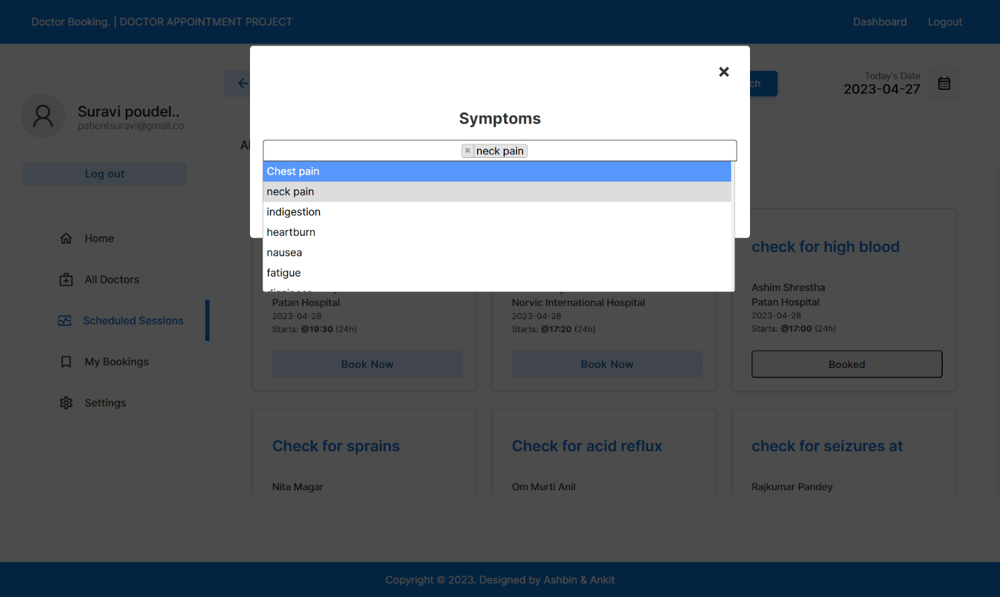 Doctor Booking. | DOCTOR APPOINTMENT PROJECT
Dashboard
Logout
Suravi poudel..
patientsuravi@gmail.co
Log out
Home
All Doctors
Scheduled Sessions
My Bookings
Settings
ch
Today's Date
2023-04-27
Symptoms
neck pain
Chest pain
neck pain
indigestion
heartburn
nausea
fatigue
Patan Hospital
2023-04-28
Starts: @19:30 (24h)
Book Now
Norvic International Hospital
2023-04-28
Starts: @17:20 (24h)
Book Now
check for high blood
Ashim Shrestha
Patan Hospital
2023-04-28
Starts: @17:00 (24h)
Booked
Check for sprains
Nita Magar
Check for acid reflux
Om Murti Anil
check for seizures at
Rajkumar Pandey
Copyright © 2023. Designed by Ashbin & Ankit